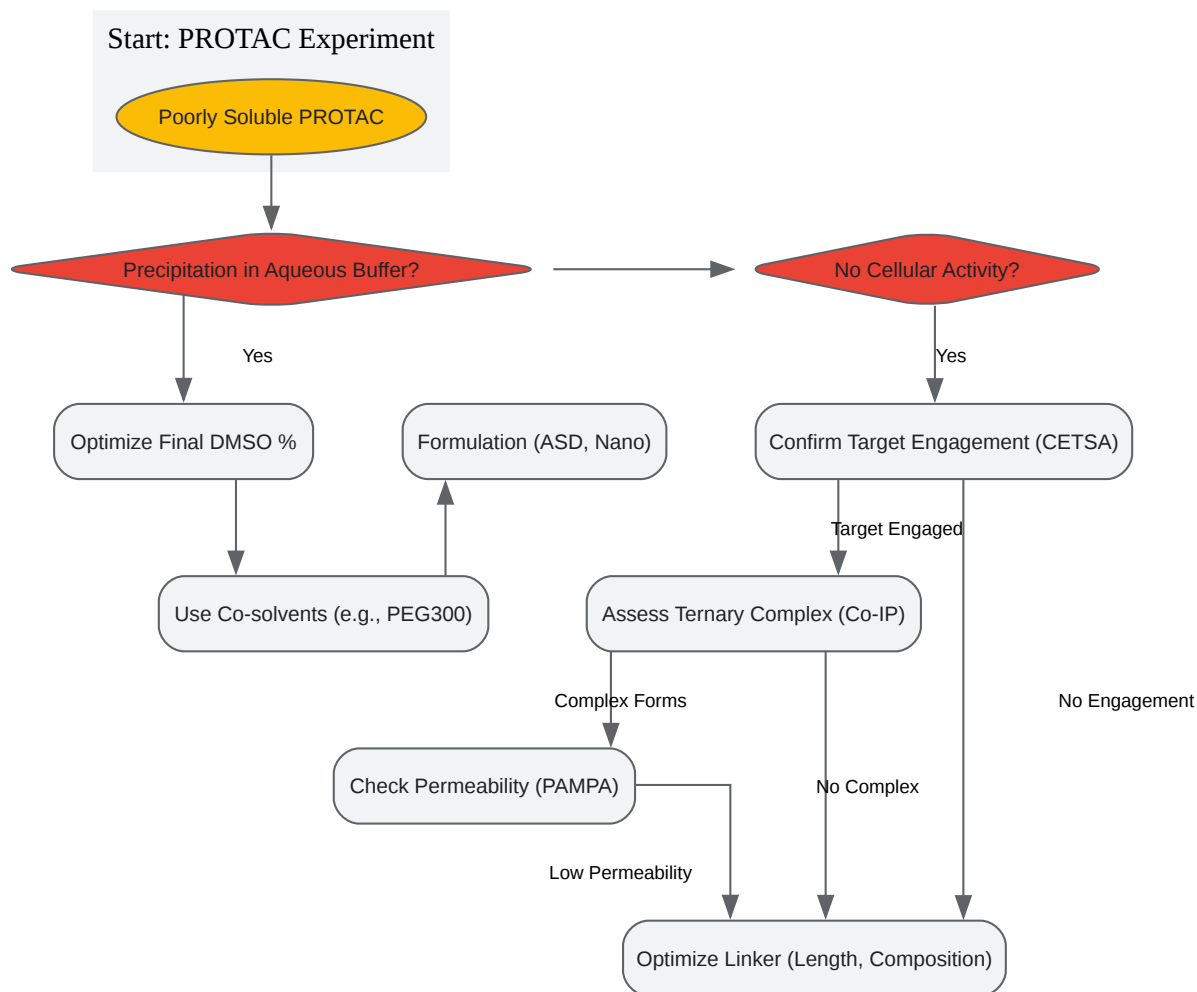 Start: PROTAC Experiment
Poorly Soluble PROTAC
Precipitation in Aqueous Buffer?
No Cellular Activity?
Yes
Yes
Optimize Final DMSO %
Formulation (ASD, Nano)
Confirm Target Engagement (CETSA)
Target Engaged
Use Co-solvents (e.g., PEG300)
Assess Ternary Complex (Co-IP)
Complex Forms
No Engagement
Check Permeability (PAMPA)
No Complex
Low Permeability
Optimize Linker (Length, Composition)